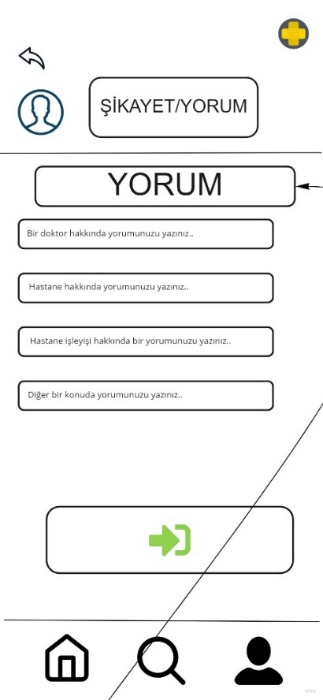 ŞİKAYET/YORUM
YORUM
Bir doktor hakkında yorumunuzu yazınız..
Hastane hakkında yorumunuzu yazınız..
Hastane işleyişi hakkında bir yorumunuzu yazınız..
Diğer bir konuda yorumunuzu yazınız..